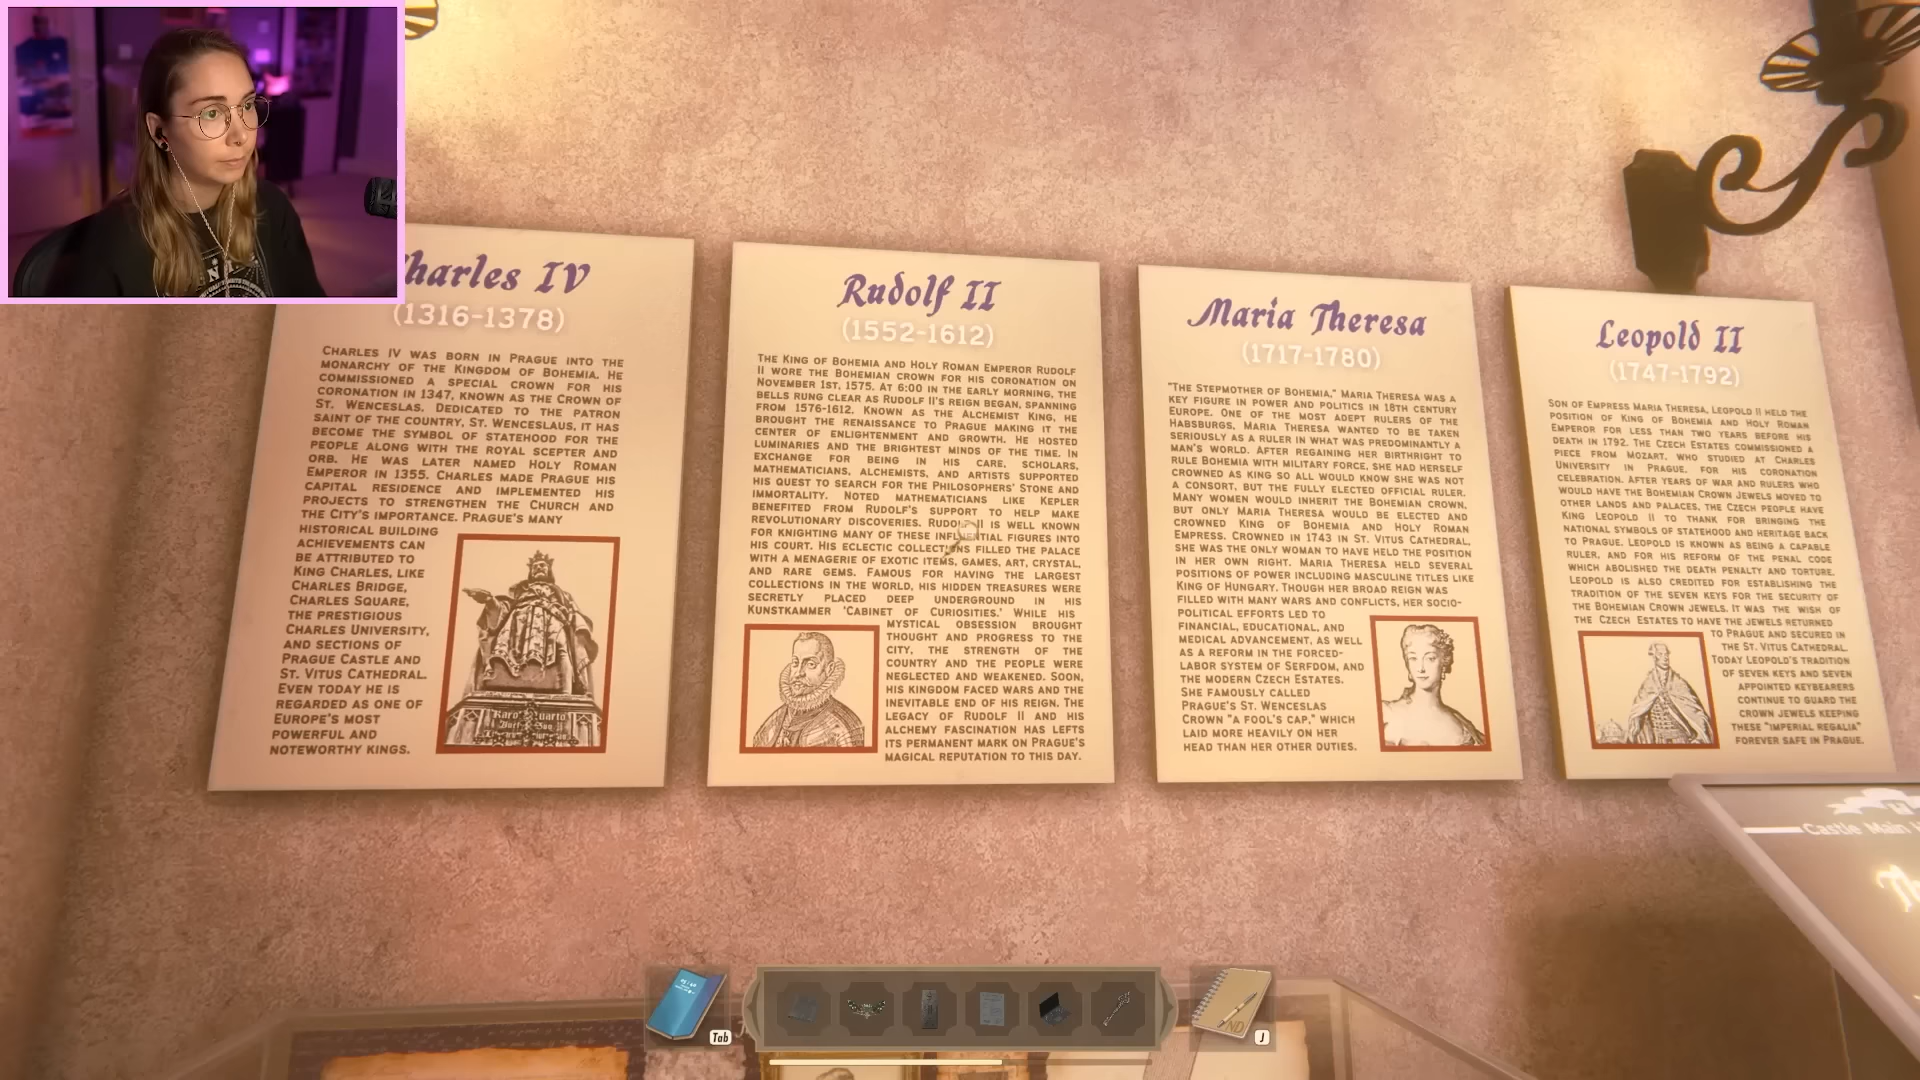 Charles IV
(1316-1378)
CHARLES IV WAS BORN IN PRAGUE INTO THE
MONARCHY OF THE KINGDOM OF BOHEMIA. HE
COMMISSIONED A SPECIAL CROWN FOR HIS
CORONATION IN 1347, KNOWN AS THE CROWN OF
ST. WENCESLAS. DEDICATED TO THE PATRON
SAINT OF THE COUNTRY, ST. WENCESLAUS, IT HAS
BECOME THE SYMBOL OF STATEHOOD FOR THE
PEOPLE ALONG WITH THE ROYAL SCEPTER AND
ORB. HE WAS LATER NAMED HOLY ROMAN
EMPEROR IN 1355. CHARLES MADE PRAGUE HIS
CAPITAL RESIDENCE AND IMPLEMENTED HIS
PROJECTS TO STRENGTHEN THE CHURCH AND
THE CITY'S IMPORTANCE. PRAGUE'S MANY
HISTORICAL BUILDING
ACHIEVEMENTS CAN
BE ATTRIBUTED TO
KING CHARLES, LIKE
CHARLES BRIDGE,
CHARLES SQUARE,
THE PRESTIGIOUS
CHARLES UNIVERSITY,
AND SECTIONS OF
PRAGUE CASTLE AND
ST. VITUS CATHEDRAL.
EVEN TODAY HE IS
REGARDED AS ONE OF
EUROPE'S MOST
POWERFUL AND
NOTEWORTHY KINGS.
Karo Quarto
Rudolf II
(1552-1612)
THE KING OF BOHEMIA AND HOLY ROMAN EMPEROR RUDOLF
II WORE THE BOHEMIAN CROWN FOR HIS CORONATION ON
NOVEMBER 1ST, 1575. AT 6:00 IN THE EARLY MORNING, THE
BELLS RUNG CLEAR AS RUDOLF II'S REIGN BEGAN, SPANNING
FROM 1576-1612. KNOWN AS THE ALCHEMIST KING, HE
BROUGHT THE RENAISSANCE TO PRAGUE MAKING IT THE
CENTER OF ENLIGHTENMENT AND GROWTH. HE HOSTED
LUMINARIES AND THE BRIGHTEST MINDS OF THE TIME. IN
EXCHANGE FOR BEING IN HIS CARE, SCHOLARS,
MATHEMATICIANS, ALCHEMISTS, AND ARTISTS SUPPORTED
HIS QUEST TO SEARCH FOR THE PHILOSOPHERS' STONE AND
IMMORTALITY. NOTED MATHEMATICIANS LIKE KEPLER
BENEFITED FROM RUDOLF'S SUPPORT TO HELP MAKE
REVOLUTIONARY DISCOVERIES. RUDOLF II IS WELL KNOWN
FOR KNIGHTING MANY OF THESE INFLUENTIAL FIGURES INTO
HIS COURT. HIS ECLECTIC COLLECTIONS FILLED THE PALACE
WITH A MENAGERIE OF EXOTIC ITEMS, GAMES, ART, CRYSTAL,
AND RARE GEMS. FAMOUS FOR HAVING THE LARGEST
COLLECTIONS IN THE WORLD, HIS HIDDEN TREASURES WERE
SECRETLY PLACED DEEP UNDERGROUND IN HIS
KUNSTKAMMER 'CABINET OF CURIOSITIES.' WHILE HIS
MYSTICAL OBSESSION BROUGHT
THOUGHT AND PROGRESS TO THE
CITY, THE STRENGTH OF THE
COUNTRY AND THE PEOPLE WERE
NEGLECTED AND WEAKENED. SOON,
HIS KINGDOM FACED WARS AND THE
INEVITABLE END OF HIS REIGN. THE
LEGACY OF RUDOLF II AND HIS
ALCHEMY FASCINATION HAS LEFTS
ITS PERMANENT MARK ON PRAGUE'S
MAGICAL REPUTATION TO THIS DAY.
Maria Theresa
(1717-1780)
"THE STEPMOTHER OF BOHEMIA," MARIA THERESA WAS A
KEY FIGURE IN POWER AND POLITICS IN 18TH CENTURY
EUROPE. ONE OF THE MOST ADEPT RULERS OF THE
HABSBURGS, MARIA THERESA WANTED TO BE TAKEN
SERIOUSLY AS A RULER IN WHAT WAS PREDOMINANTLY A
MAN'S WORLD. AFTER REGAINING HER BIRTHRIGHT TO
RULE BOHEMIA WITH MILITARY FORCE, SHE HAD HERSELF
CROWNED AS KING SO ALL WOULD KNOW SHE WAS NOT
A CONSORT, BUT THE FULLY ELECTED OFFICIAL RULER.
MANY WOMEN WOULD INHERIT THE BOHEMIAN CROWN,
BUT ONLY MARIA THERESA WOULD BE ELECTED AND
CROWNED KING OF BOHEMIA AND HOLY ROMAN
EMPRESS. CROWNED IN 1743 IN ST. VITUS CATHEDRAL,
SHE WAS THE ONLY WOMAN TO HAVE HELD THE POSITION
IN HER OWN RIGHT. MARIA THERESA HELD SEVERAL
POSITIONS OF POWER INCLUDING MASCULINE TITLES LIKE
KING OF HUNGARY. THOUGH HER BROAD REIGN WAS
FILLED WITH MANY WARS AND CONFLICTS, HER SOCIO-
POLITICAL EFFORTS LED TO
FINANCIAL, EDUCATIONAL, AND
MEDICAL ADVANCEMENT, AS WELL
AS A REFORM IN THE FORCED-
LABOR SYSTEM OF SERFDOM, AND
THE MODERN CZECH ESTATES.
SHE FAMOUSLY CALLED
PRAGUE'S ST. WENCESLAS
CROWN "A FOOL'S CAP," WHICH
LAID MORE HEAVILY ON HER
HEAD THAN HER OTHER DUTIES.
Leopold II
(1747-1792)
SON OF EMPRESS MARIA THERESA, LEOPOLD II HELD THE
POSITION OF KING OF BOHEMIA AND HOLY ROMAN
EMPEROR FOR LESS THAN TWO YEARS BEFORE HIS
DEATH IN 1792. THE CZECH ESTATES COMMISSIONED A
PIECE FROM MOZART, WHO STUDIED AT CHARLES
UNIVERSITY IN PRAGUE, FOR HIS CORONATION
CELEBRATION. AFTER YEARS OF WAR AND RULERS WHO
WOULD HAVE THE BOHEMIAN CROWN JEWELS MOVED TO
OTHER LANDS AND PALACES, THE CZECH PEOPLE HAVE
KING LEOPOLD II TO THANK FOR BRINGING THE
NATIONAL SYMBOLS OF STATEHOOD AND HERITAGE BACK
TO PRAGUE. LEOPOLD IS KNOWN AS BEING A CAPABLE
RULER, AND FOR HIS REFORM OF THE PENAL CODE
WHICH ABOLISHED THE DEATH PENALTY AND TORTURE.
LEOPOLD IS ALSO CREDITED FOR ESTABLISHING THE
TRADITION OF THE SEVEN KEYS FOR THE SECURITY OF
THE BOHEMIAN CROWN JEWELS. IT WAS THE WISH OF
THE CZECH ESTATES TO HAVE THE JEWELS RETURNED
TO PRAGUE AND SECURED IN
THE ST. VITUS CATHEDRAL.
TODAY LEOPOLD'S TRADITION
OF SEVEN KEYS AND SEVEN
APPOINTED KEYBEARERS
CONTINUE TO GUARD THE
CROWN JEWELS KEEPING
THESE "IMPERIAL REGALIA"
FOREVER SAFE IN PRAGUE.
Castle Main
Tab
ND
J